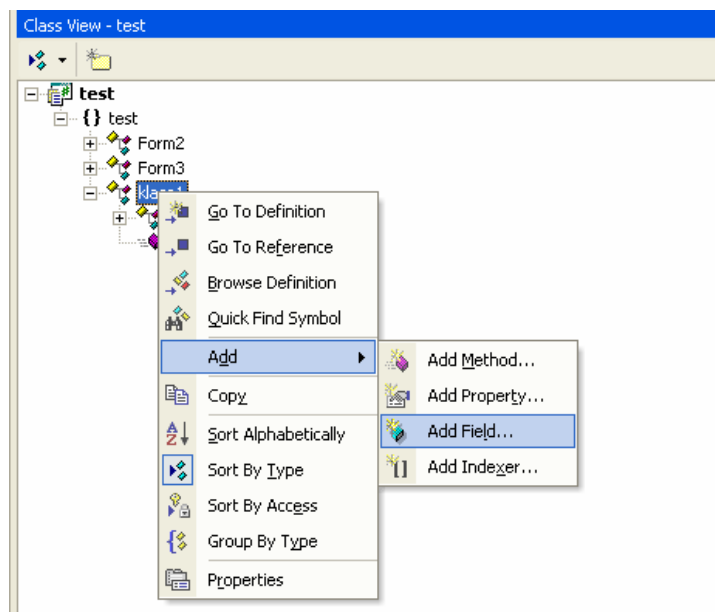 Class View - test
test
{} test
Form2
Form3
klass1
Go To Definition
Go To Reference
Browse Definition
Quick Find Symbol
Add
Add Method...
Add Property...
Copy
Add Field...
Sort Alphabetically
Add Indexer...
Sort By Type
Sort By Access
Group By Type
Properties